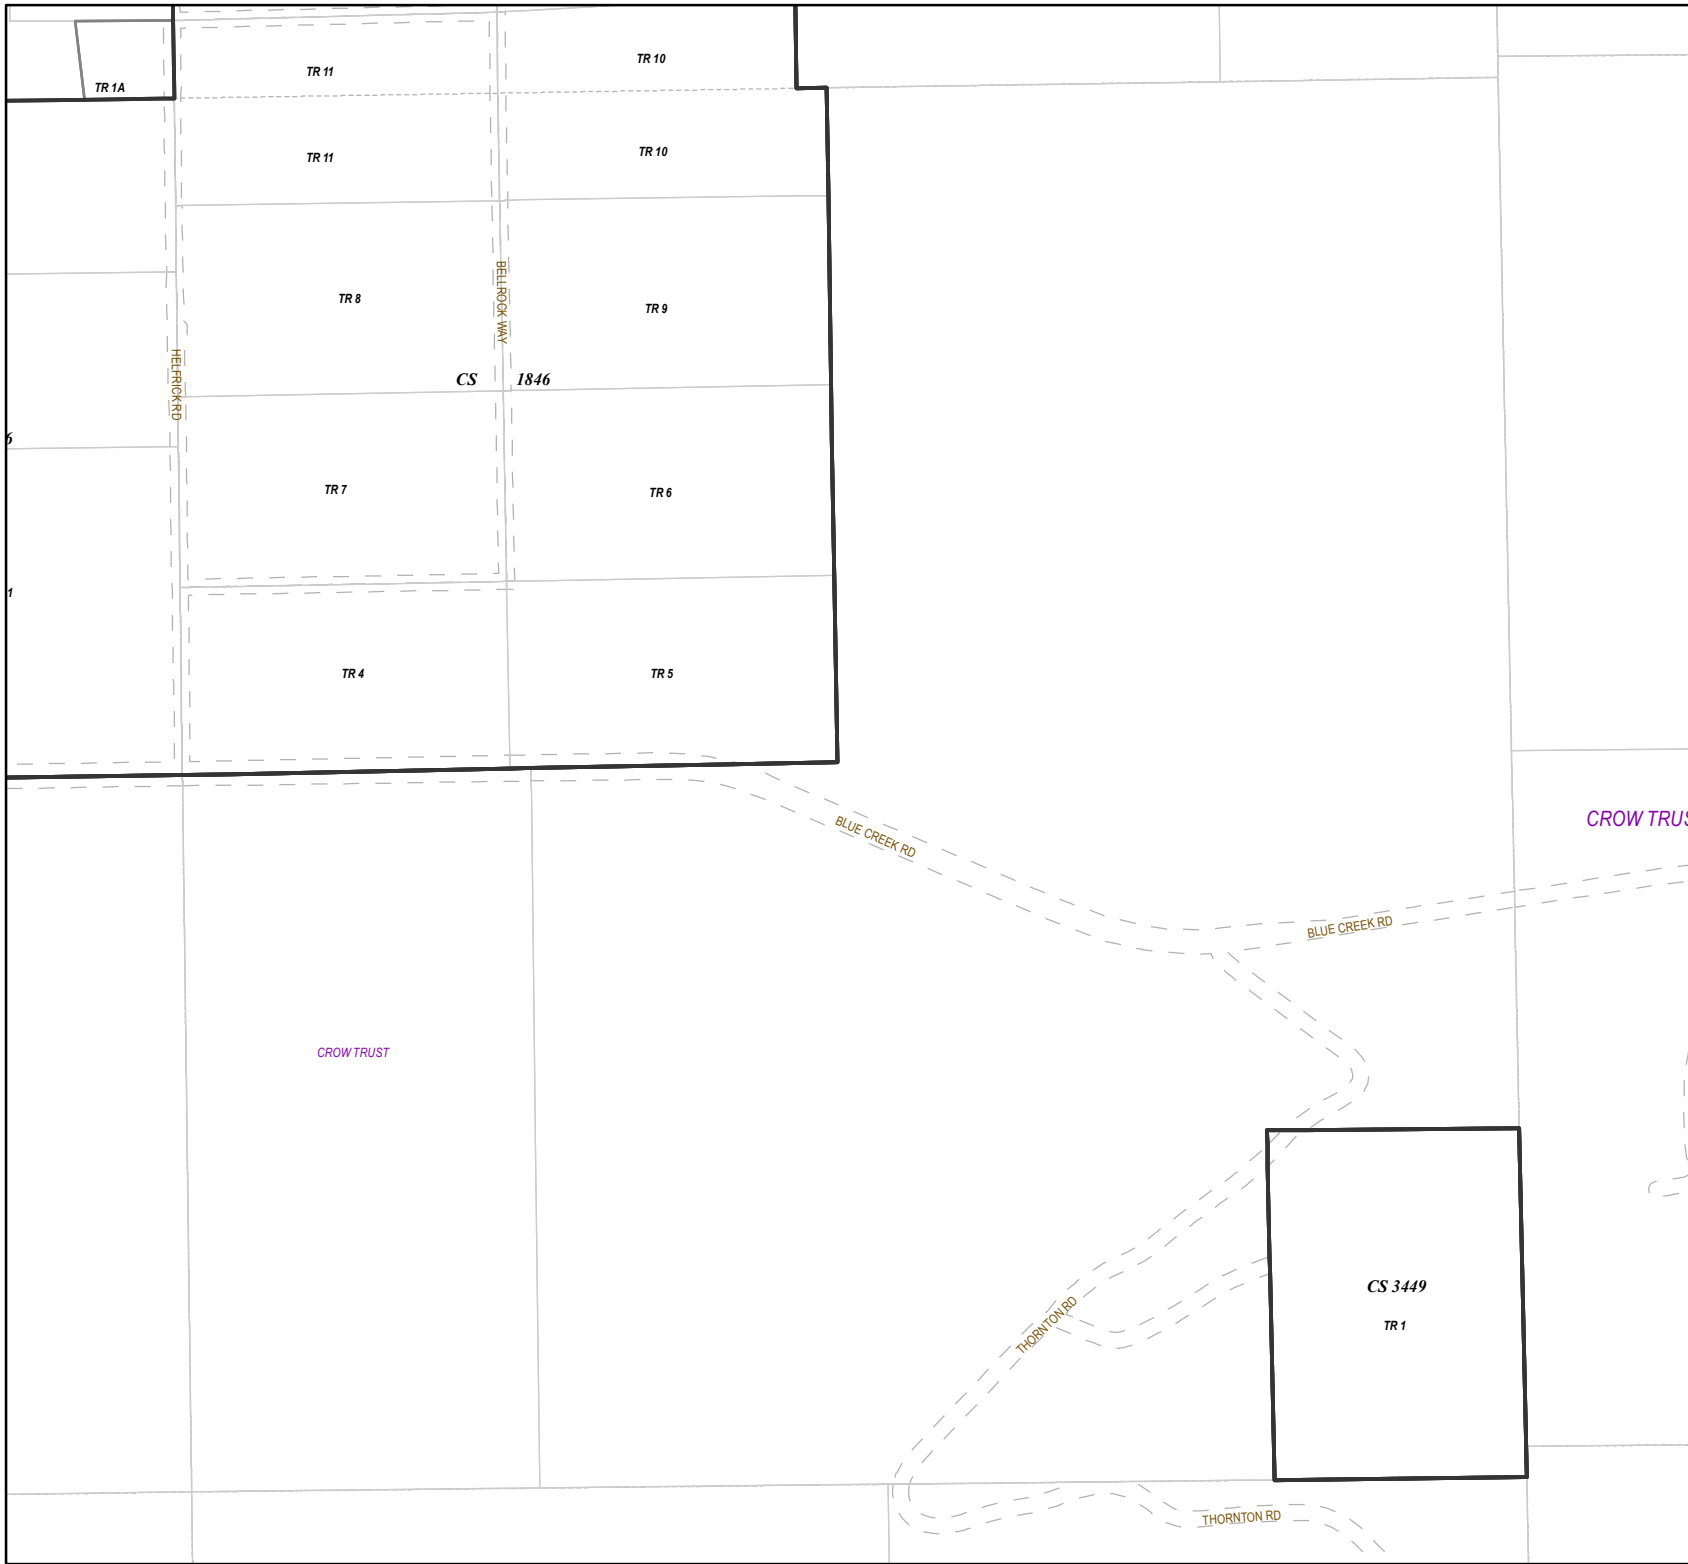 TR 10
TR 11
TR 1A
TR 10
TR 11
BELLROCK WAY
TR 8
TR 9
HELFRICK RD
CS 1846
6
TR 7
TR 6
1
TR 4
TR 5
CROW TRUS
BLUE CREEK RD
BLUE CREEK RD
CROW TRUST
CS 3449
TR 1
THORNTON RD
THORNTON RD